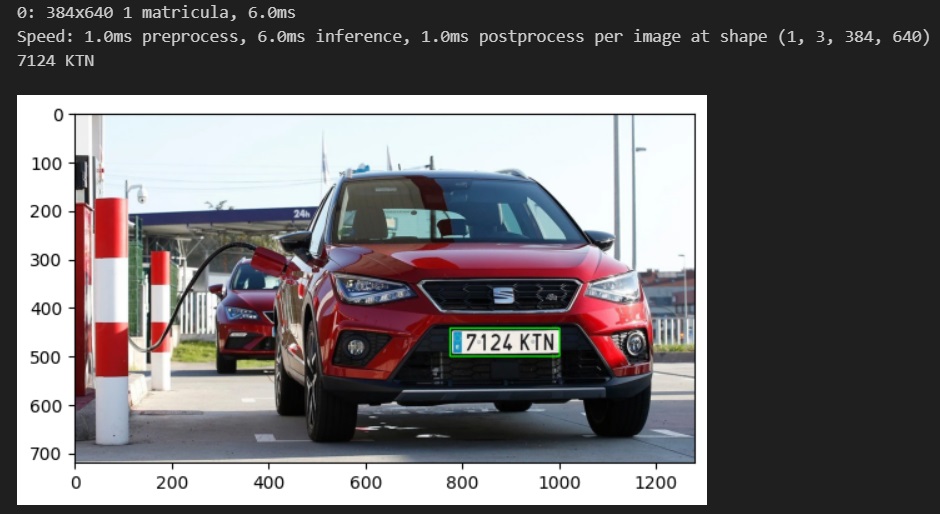 0: 384x640 1 matricula, 6.0ms
Speed: 1.0ms preprocess, 6.0ms inference, 1.0ms postprocess per image at shape (1, 3, 384, 640)
7124 KTN
0
100
200
300
400
500
600
700
24h
7124 KTN
0 200 400 600 800 1000 1200